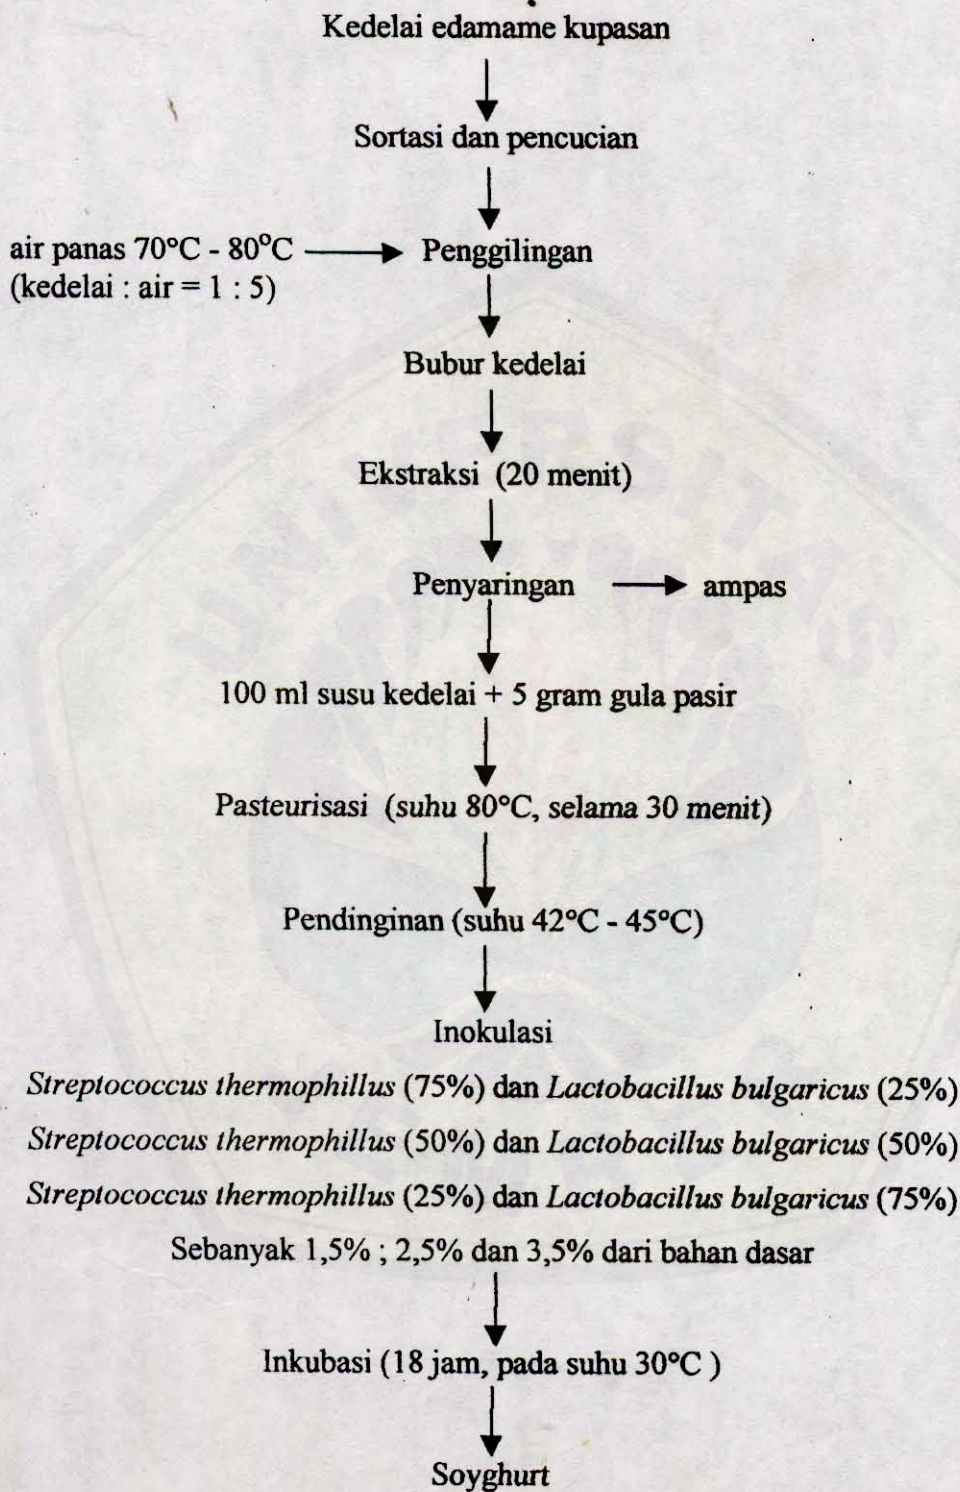 Kedelai edamame kupasan
Sortasi dan pencucian
air panas 70°C - 80°C
Penggilingan
(kedelai : air = 1 : 5)
Bubur kedelai
Ekstraksi (20 menit)
Penyaringan
ampas
100 ml susu kedelai + 5 gram gula pasir
Pasteurisasi (suhu 80°C, selama 30 menit)
Pendinginan (suhu 42°C - 45°C)
Inokulasi
Streptococcus thermophillus (75%) dan Lactobacillus bulgaricus (25%)
Streptococcus thermophillus (50%) dan Lactobacillus bulgaricus (50%)
Streptococcus thermophillus (25%) dan Lactobacillus bulgaricus (75%)
Sebanyak 1,5% ; 2,5% dan 3,5% dari bahan dasar
Inkubasi (18 jam, pada suhu 30°C )
Soyghurt
UNIVERSITAS